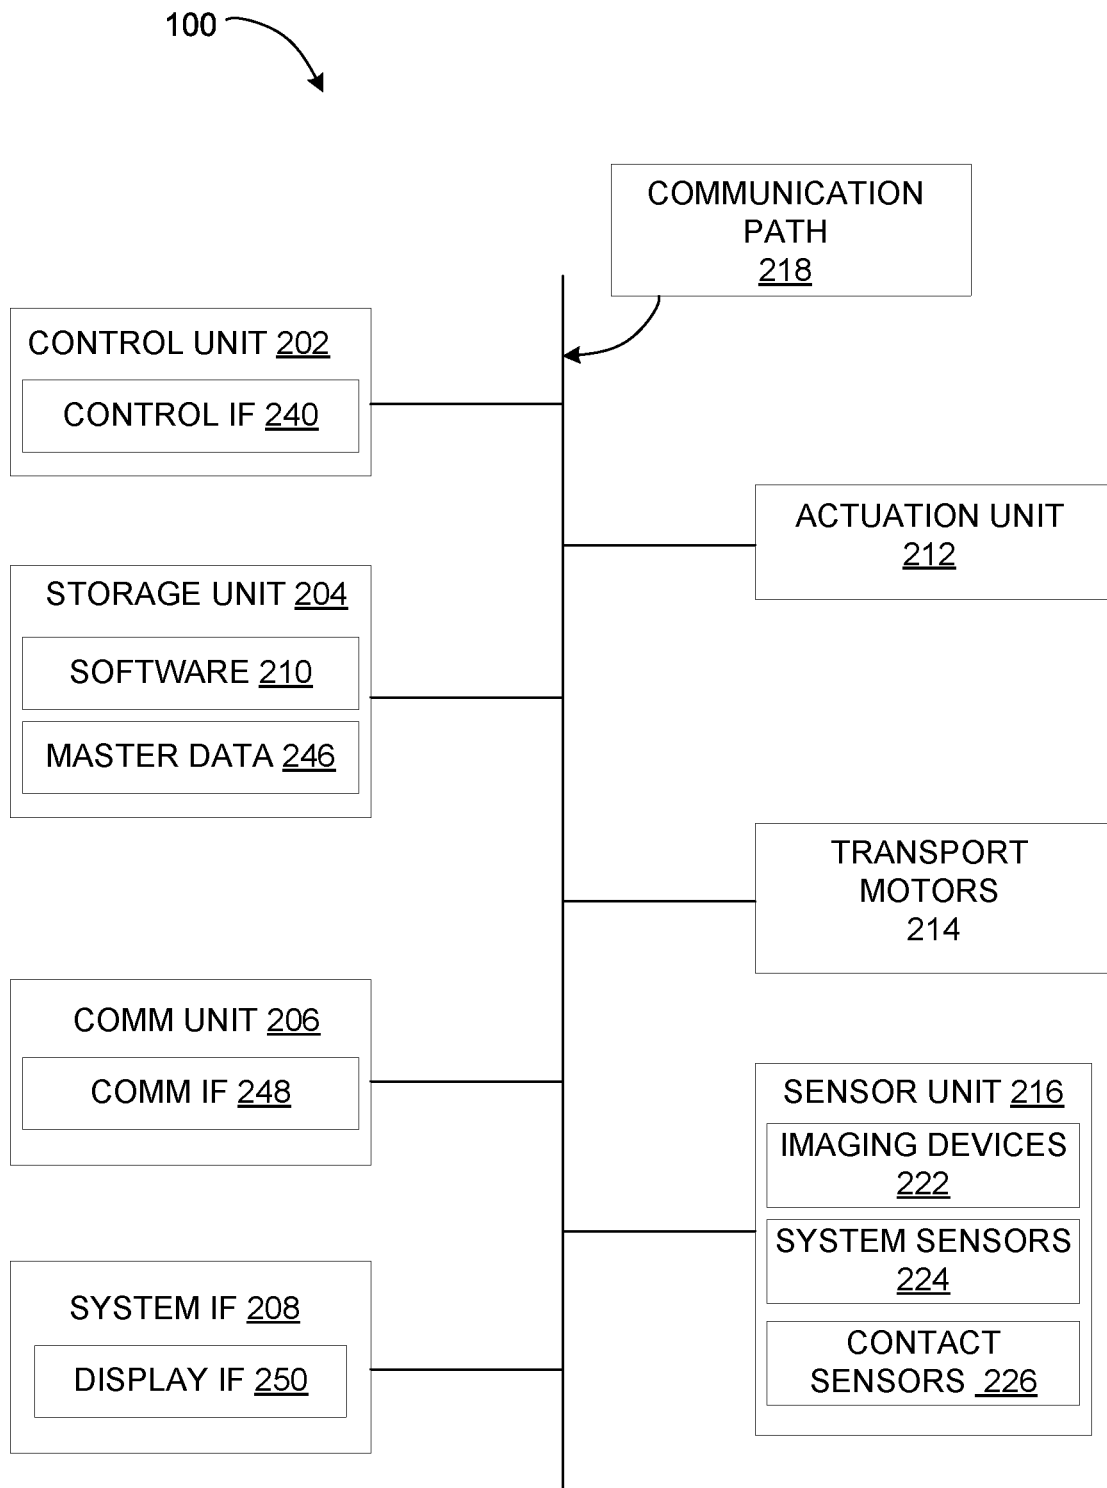 100
COMMUNICATION
PATH
218
CONTROL UNIT 202
CONTROL IF 240
ACTUATION UNIT
212
STORAGE UNIT 204
SOFTWARE 210
MASTER DATA 246
TRANSPORT
MOTORS
214
COMM UNIT 206
COMM IF 248
SENSOR UNIT 216
IMAGING DEVICES
222
SYSTEM SENSORS
224
CONTACT
SENSORS 226
SYSTEM IF 208
DISPLAY IF 250